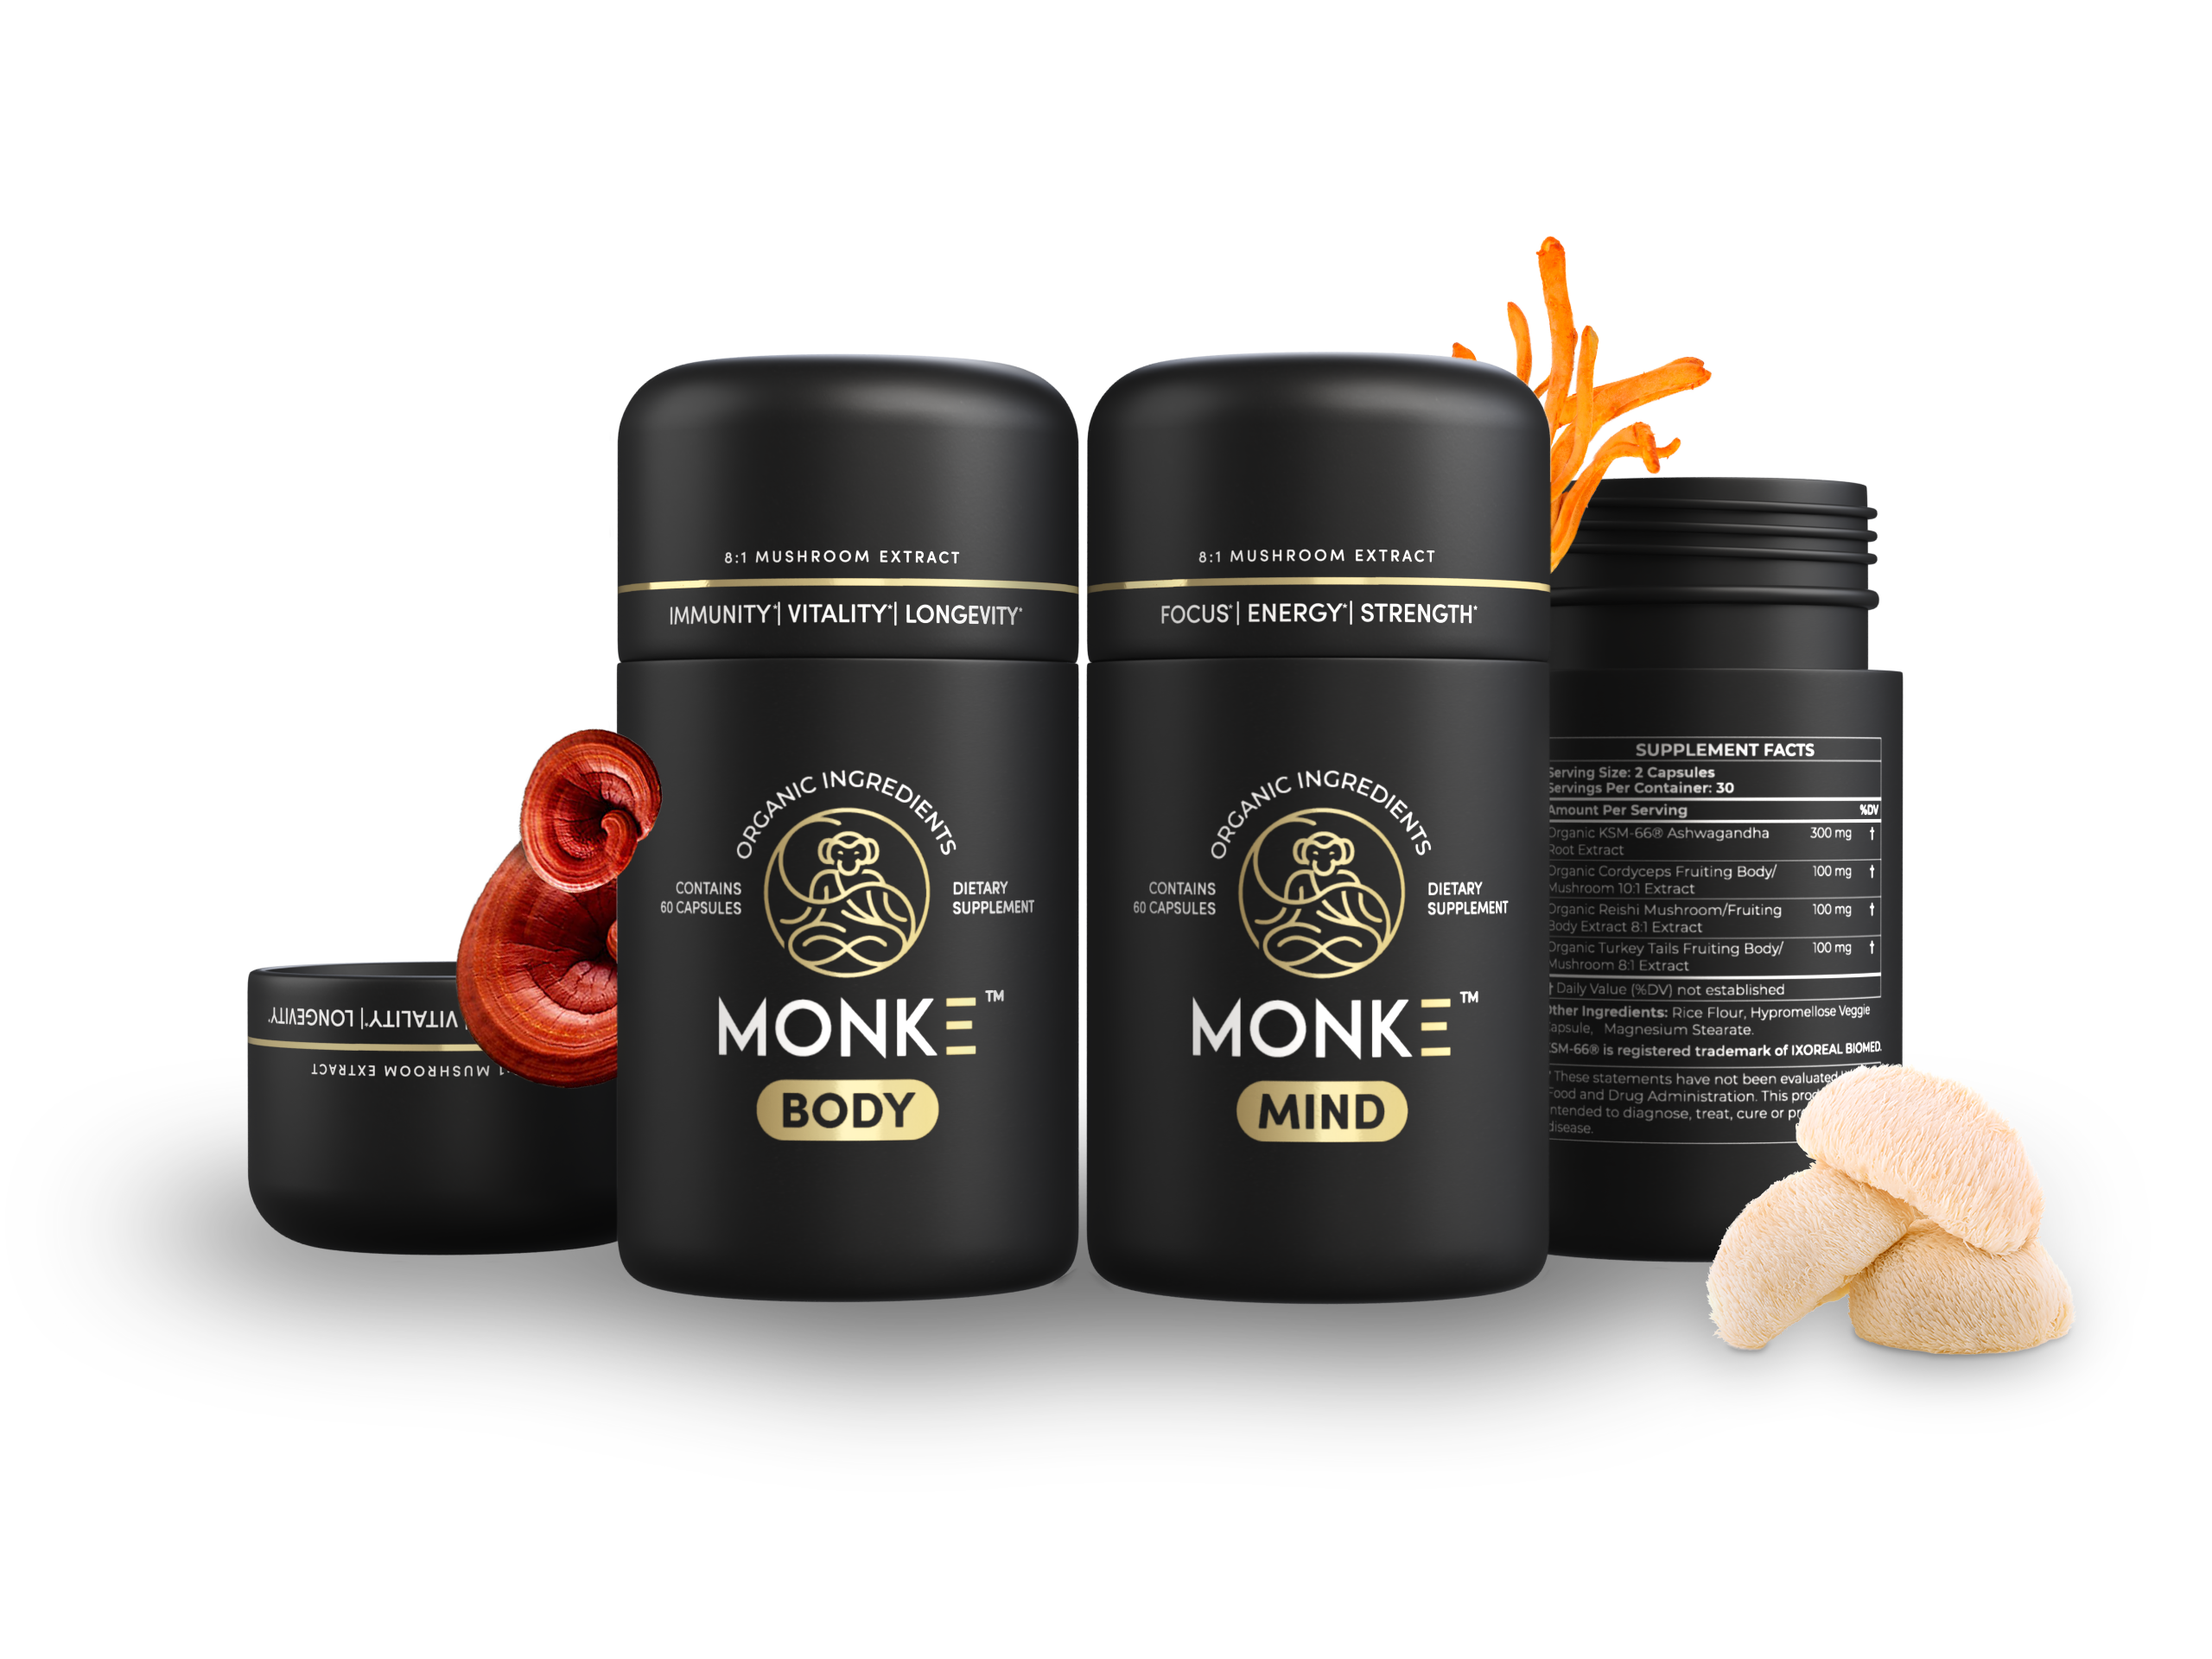 8:1 MUSHROOM EXTRACT
IMMUNITY* | VITALITY* | LONGEVITY*
ORGANIC INGREDIENTS
CONTAINS
60 CAPSULES
DIETARY
SUPPLEMENT
MONKE™
BODY
8:1 MUSHROOM EXTRACT
FOCUS* | ENERGY* | STRENGTH*
ORGANIC INGREDIENTS
CONTAINS
60 CAPSULES
DIETARY
SUPPLEMENT
MONKE™
MIND
| VITALITY* | LONGEVITY*
:1 MUSHROOM EXTRACT
SUPPLEMENT FACTS
Serving Size: 2 Capsules
Servings Per Container: 30
Amount Per Serving %DV
Organic KSM-66® Ashwagandha 300 mg †
Root Extract
Organic Cordyceps Fruiting Body/ 100 mg †
Mushroom 10:1 Extract
Organic Reishi Mushroom/Fruiting 100 mg †
Body Extract 8:1 Extract
Organic Turkey Tails Fruiting Body/ 100 mg †
Mushroom 8:1 Extract
† Daily Value (%DV) not established
Other Ingredients: Rice Flour, Hypromellose Veggie
Capsule, Magnesium Stearate.
KSM-66® is registered trademark of IXOREAL BIOMED.
* These statements have not been evaluated
Food and Drug Administration. This
intended to diagnose, treat, cure or
disease.